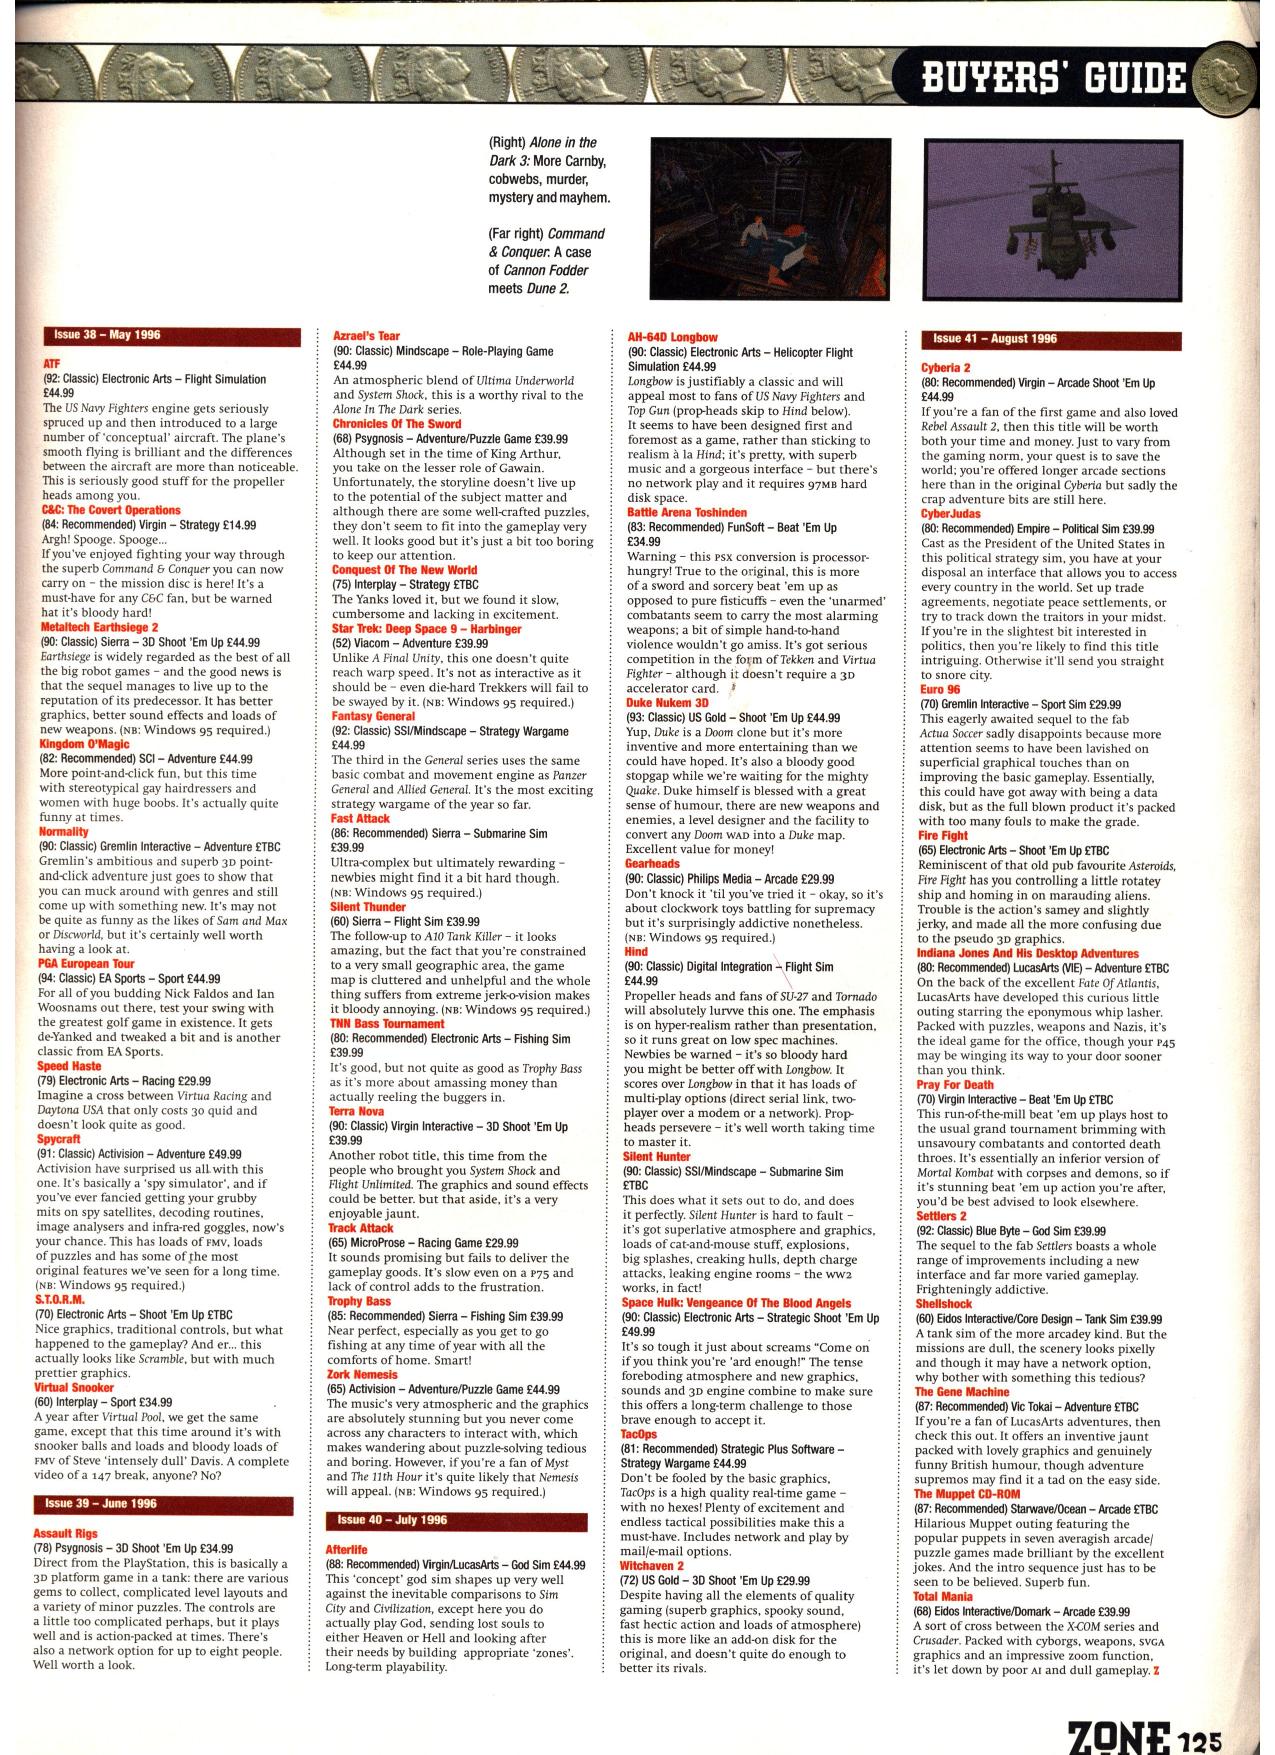 BUYERS' GUIDE
(Right) Alone in the
Dark 3: More Carnby,
cobwebs, murder,
mystery and mayhem.
(Far right) Command
& Conquer. A case
of Cannon Fodder
meets Dune 2.
Issue 38 – May 1996
ATF
(92: Classic) Electronic Arts – Flight Simulation
£44.99
The US Navy Fighters engine gets seriously
spruced up and then introduced to a large
number of 'conceptual' aircraft. The plane's
smooth flying is brilliant and the differences
between the aircraft are more than noticeable.
This is seriously good stuff for the propeller
heads among you.
C&C: The Covert Operations
(84: Recommended) Virgin – Strategy £14.99
Argh! Spooge. Spooge...
If you've enjoyed fighting your way through
the superb Command & Conquer you can now
carry on – the mission disc is here! It's a
must-have for any C&C fan, but be warned
hat it's bloody hard!
Metaltech Earthsiege 2
(90: Classic) Sierra – 3D Shoot 'Em Up £44.99
Earthsiege is widely regarded as the best of all
the big robot games – and the good news is
that the sequel manages to live up to the
reputation of its predecessor. It has better
graphics, better sound effects and loads of
new weapons. (NB: Windows 95 required.)
Kingdom O'Magic
(82: Recommended) SCI – Adventure £44.99
More point-and-click fun, but this time
with stereotypical gay hairdressers and
women with huge boobs. It's actually quite
funny at times.
Normality
(90: Classic) Gremlin Interactive – Adventure £TBC
Gremlin's ambitious and superb 3D point-
and-click adventure just goes to show that
you can muck around with genres and still
come up with something new. It's may not
be quite as funny as the likes of Sam and Max
or Discworld, but it's certainly well worth
having a look at.
PGA European Tour
(94: Classic) EA Sports – Sport £44.99
For all of you budding Nick Faldos and Ian
Woosnams out there, test your swing with
the greatest golf game in existence. It gets
de-Yanked and tweaked a bit and is another
classic from EA Sports.
Speed Haste
(79) Electronic Arts – Racing £29.99
Imagine a cross between Virtua Racing and
Daytona USA that only costs 30 quid and
doesn't look quite as good.
Spycraft
(91: Classic) Activision – Adventure £49.99
Activision have surprised us all with this
one. It's basically a 'spy simulator', and if
you've ever fancied getting your grubby
mits on spy satellites, decoding routines,
image analysers and infra-red goggles, now's
your chance. This has loads of FMV, loads
of puzzles and has some of the most
original features we've seen for a long time.
(NB: Windows 95 required.)
S.T.O.R.M.
(70) Electronic Arts – Shoot 'Em Up £TBC
Nice graphics, traditional controls, but what
happened to the gameplay? And er... this
actually looks like Scramble, but with much
prettier graphics.
Virtual Snooker
(60) Interplay – Sport £34.99
A year after Virtual Pool, we get the same
game, except that this time around it's with
snooker balls and loads and bloody loads of
FMV of Steve 'intensely dull' Davis. A complete
video of a 147 break, anyone? No?
Issue 39 – June 1996
Assault Rigs
(78) Psygnosis – 3D Shoot 'Em Up £34.99
Direct from the PlayStation, this is basically a
3D platform game in a tank: there are various
gems to collect, complicated level layouts and
a variety of minor puzzles. The controls are
a little too complicated perhaps, but it plays
well and is action-packed at times. There's
also a network option for up to eight people.
Well worth a look.
Azrael's Tear
(90: Classic) Mindscape – Role-Playing Game
£44.99
An atmospheric blend of Ultima Underworld
and System Shock, this is a worthy rival to the
Alone In The Dark series.
Chronicles Of The Sword
(68) Psygnosis – Adventure/Puzzle Game £39.99
Although set in the time of King Arthur,
you take on the lesser role of Gawain.
Unfortunately, the storyline doesn't live up
to the potential of the subject matter and
although there are some well-crafted puzzles,
they don't seem to fit into the gameplay very
well. It looks good but it's just a bit too boring
to keep our attention.
Conquest Of The New World
(75) Interplay – Strategy £TBC
The Yanks loved it, but we found it slow,
cumbersome and lacking in excitement.
Star Trek: Deep Space 9 – Harbinger
(52) Viacom – Adventure £39.99
Unlike A Final Unity, this one doesn't quite
reach warp speed. It's not as interactive as it
should be – even die-hard Trekkers will fail to
be swayed by it. (NB: Windows 95 required.)
Fantasy General
(92: Classic) SSI/Mindscape – Strategy Wargame
£44.99
The third in the General series uses the same
basic combat and movement engine as Panzer
General and Allied General. It's the most exciting
strategy wargame of the year so far.
Fast Attack
(86: Recommended) Sierra – Submarine Sim
£39.99
Ultra-complex but ultimately rewarding –
newbies might find it a bit hard though.
(NB: Windows 95 required.)
Silent Thunder
(60) Sierra – Flight Sim £39.99
The follow-up to A10 Tank Killer – it looks
amazing, but the fact that you're constrained
to a very small geographic area, the game
map is cluttered and unhelpful and the whole
thing suffers from extreme jerk-o-vision makes
it bloody annoying. (NB: Windows 95 required.)
TNN Bass Tournament
(80: Recommended) Electronic Arts – Fishing Sim
£39.99
It's good, but not quite as good as Trophy Bass
as it's more about amassing money than
actually reeling the buggers in.
Terra Nova
(90: Classic) Virgin Interactive – 3D Shoot 'Em Up
£39.99
Another robot title, this time from the
people who brought you System Shock and
Flight Unlimited. The graphics and sound effects
could be better. but that aside, it's a very
enjoyable jaunt.
Track Attack
(65) MicroProse – Racing Game £29.99
It sounds promising but fails to deliver the
gameplay goods. It's slow even on a P75 and
lack of control adds to the frustration.
Trophy Bass
(85: Recommended) Sierra – Fishing Sim £39.99
Near perfect, especially as you get to go
fishing at any time of year with all the
comforts of home. Smart!
Zork Nemesis
(65) Activision – Adventure/Puzzle Game £44.99
The music's very atmospheric and the graphics
are absolutely stunning but you never come
across any characters to interact with, which
makes wandering about puzzle-solving tedious
and boring. However, if you're a fan of Myst
and The 11th Hour it's quite likely that Nemesis
will appeal. (NB: Windows 95 required.)
Issue 40 – July 1996
Afterlife
(88: Recommended) Virgin/LucasArts – God Sim £44.99
This 'concept' god sim shapes up very well
against the inevitable comparisons to Sim
City and Civilization, except here you do
actually play God, sending lost souls to
either Heaven or Hell and looking after
their needs by building appropriate 'zones'.
Long-term playability.
AH-64D Longbow
(90: Classic) Electronic Arts – Helicopter Flight
Simulation £44.99
Longbow is justifiably a classic and will
appeal most to fans of US Navy Fighters and
Top Gun (prop-heads skip to Hind below).
It seems to have been designed first and
foremost as a game, rather than sticking to
realism à la Hind; it's pretty, with superb
music and a gorgeous interface – but there's
no network play and it requires 97MB hard
disk space.
Battle Arena Toshinden
(83: Recommended) FunSoft – Beat 'Em Up
£34.99
Warning – this PSX conversion is processor-
hungry! True to the original, this is more
of a sword and sorcery beat 'em up as
opposed to pure fisticuffs – even the 'unarmed'
combatants seem to carry the most alarming
weapons; a bit of simple hand-to-hand
violence wouldn't go amiss. It's got serious
competition in the form of Tekken and Virtua
Fighter – although it doesn't require a 3D
accelerator card.
Duke Nukem 3D
(93: Classic) US Gold – Shoot 'Em Up £44.99
Yup, Duke is a Doom clone but it's more
inventive and more entertaining than we
could have hoped. It's also a bloody good
stopgap while we're waiting for the mighty
Quake. Duke himself is blessed with a great
sense of humour, there are new weapons and
enemies, a level designer and the facility to
convert any Doom WAD into a Duke map.
Excellent value for money!
Gearheads
(90: Classic) Philips Media – Arcade £29.99
Don't knock it 'til you've tried it – okay, so it's
about clockwork toys battling for supremacy
but it's surprisingly addictive nonetheless.
(NB: Windows 95 required.)
Hind
(90: Classic) Digital Integration – Flight Sim
£44.99
Propeller heads and fans of SU-27 and Tornado
will absolutely lurvve this one. The emphasis
is on hyper-realism rather than presentation,
so it runs great on low spec machines.
Newbies be warned – it's so bloody hard
you might be better off with Longbow. It
scores over Longbow in that it has loads of
multi-play options (direct serial link, two-
player over a modem or a network). Prop-
heads persevere – it's well worth taking time
to master it.
Silent Hunter
(90: Classic) SSI/Mindscape – Submarine Sim
£TBC
This does what it sets out to do, and does
it perfectly. Silent Hunter is hard to fault –
it's got superlative atmosphere and graphics,
loads of cat-and-mouse stuff, explosions,
big splashes, creaking hulls, depth charge
attacks, leaking engine rooms – the WW2
works, in fact!
Space Hulk: Vengeance Of The Blood Angels
(90: Classic) Electronic Arts – Strategic Shoot 'Em Up
£49.99
It's so tough it just about screams "Come on
if you think you're 'ard enough!" The tense
foreboding atmosphere and new graphics,
sounds and 3D engine combine to make sure
this offers a long-term challenge to those
brave enough to accept it.
TacOps
(81: Recommended) Strategic Plus Software –
Strategy Wargame £44.99
Don't be fooled by the basic graphics,
TacOps is a high quality real-time game –
with no hexes! Plenty of excitement and
endless tactical possibilities make this a
must-have. Includes network and play by
mail/e-mail options.
Witchaven 2
(72) US Gold – 3D Shoot 'Em Up £29.99
Despite having all the elements of quality
gaming (superb graphics, spooky sound,
fast hectic action and loads of atmosphere)
this is more like an add-on disk for the
original, and doesn't quite do enough to
better its rivals.
Issue 41 – August 1996
Cyberia 2
(80: Recommended) Virgin – Arcade Shoot 'Em Up
£44.99
If you're a fan of the first game and also loved
Rebel Assault 2, then this title will be worth
both your time and money. Just to vary from
the gaming norm, your quest is to save the
world; you're offered longer arcade sections
here than in the original Cyberia but sadly the
crap adventure bits are still here.
CyberJudas
(80: Recommended) Empire – Political Sim £39.99
Cast as the President of the United States in
this political strategy sim, you have at your
disposal an interface that allows you to access
every country in the world. Set up trade
agreements, negotiate peace settlements, or
try to track down the traitors in your midst.
If you're in the slightest bit interested in
politics, then you're likely to find this title
intriguing. Otherwise it'll send you straight
to snore city.
Euro 96
(70) Gremlin Interactive – Sport Sim £29.99
This eagerly awaited sequel to the fab
Actua Soccer sadly disappoints because more
attention seems to have been lavished on
superficial graphical touches than on
improving the basic gameplay. Essentially,
this could have got away with being a data
disk, but as the full blown product it's packed
with too many fouls to make the grade.
Fire Fight
(65) Electronic Arts – Shoot 'Em Up £TBC
Reminiscent of that old pub favourite Asteroids,
Fire Fight has you controlling a little rotatey
ship and homing in on marauding aliens.
Trouble is the action's samey and slightly
jerky, and made all the more confusing due
to the pseudo 3D graphics.
Indiana Jones And His Desktop Adventures
(80: Recommended) LucasArts (VIE) – Adventure £TBC
On the back of the excellent Fate Of Atlantis,
LucasArts have developed this curious little
outing starring the eponymous whip lasher.
Packed with puzzles, weapons and Nazis, it's
the ideal game for the office, though your P45
may be winging its way to your door sooner
than you think.
Pray For Death
(70) Virgin Interactive – Beat 'Em Up £TBC
This run-of-the-mill beat 'em up plays host to
the usual grand tournament brimming with
unsavoury combatants and contorted death
throes. It's essentially an inferior version of
Mortal Kombat with corpses and demons, so if
it's stunning beat 'em up action you're after,
you'd be best advised to look elsewhere.
Settlers 2
(92: Classic) Blue Byte – God Sim £39.99
The sequel to the fab Settlers boasts a whole
range of improvements including a new
interface and far more varied gameplay.
Frighteningly addictive.
Shellshock
(60) Eidos Interactive/Core Design – Tank Sim £39.99
A tank sim of the more arcadey kind. But the
missions are dull, the scenery looks pixelly
and though it may have a network option,
why bother with something this tedious?
The Gene Machine
(87: Recommended) Vic Tokai – Adventure £TBC
If you're a fan of LucasArts adventures, then
check this out. It offers an inventive jaunt
packed with lovely graphics and genuinely
funny British humour, though adventure
supremos may find it a tad on the easy side.
The Muppet CD-ROM
(87: Recommended) Starwave/Ocean – Arcade £TBC
Hilarious Muppet outing featuring the
popular puppets in seven averagish arcade/
puzzle games made brilliant by the excellent
jokes. And the intro sequence just has to be
seen to be believed. Superb fun.
Total Mania
(68) Eidos Interactive/Domark – Arcade £39.99
A sort of cross between the X-COM series and
Crusader. Packed with cyborgs, weapons, SVGA
graphics and an impressive zoom function,
it's let down by poor AI and dull gameplay. Z
ZONE 125